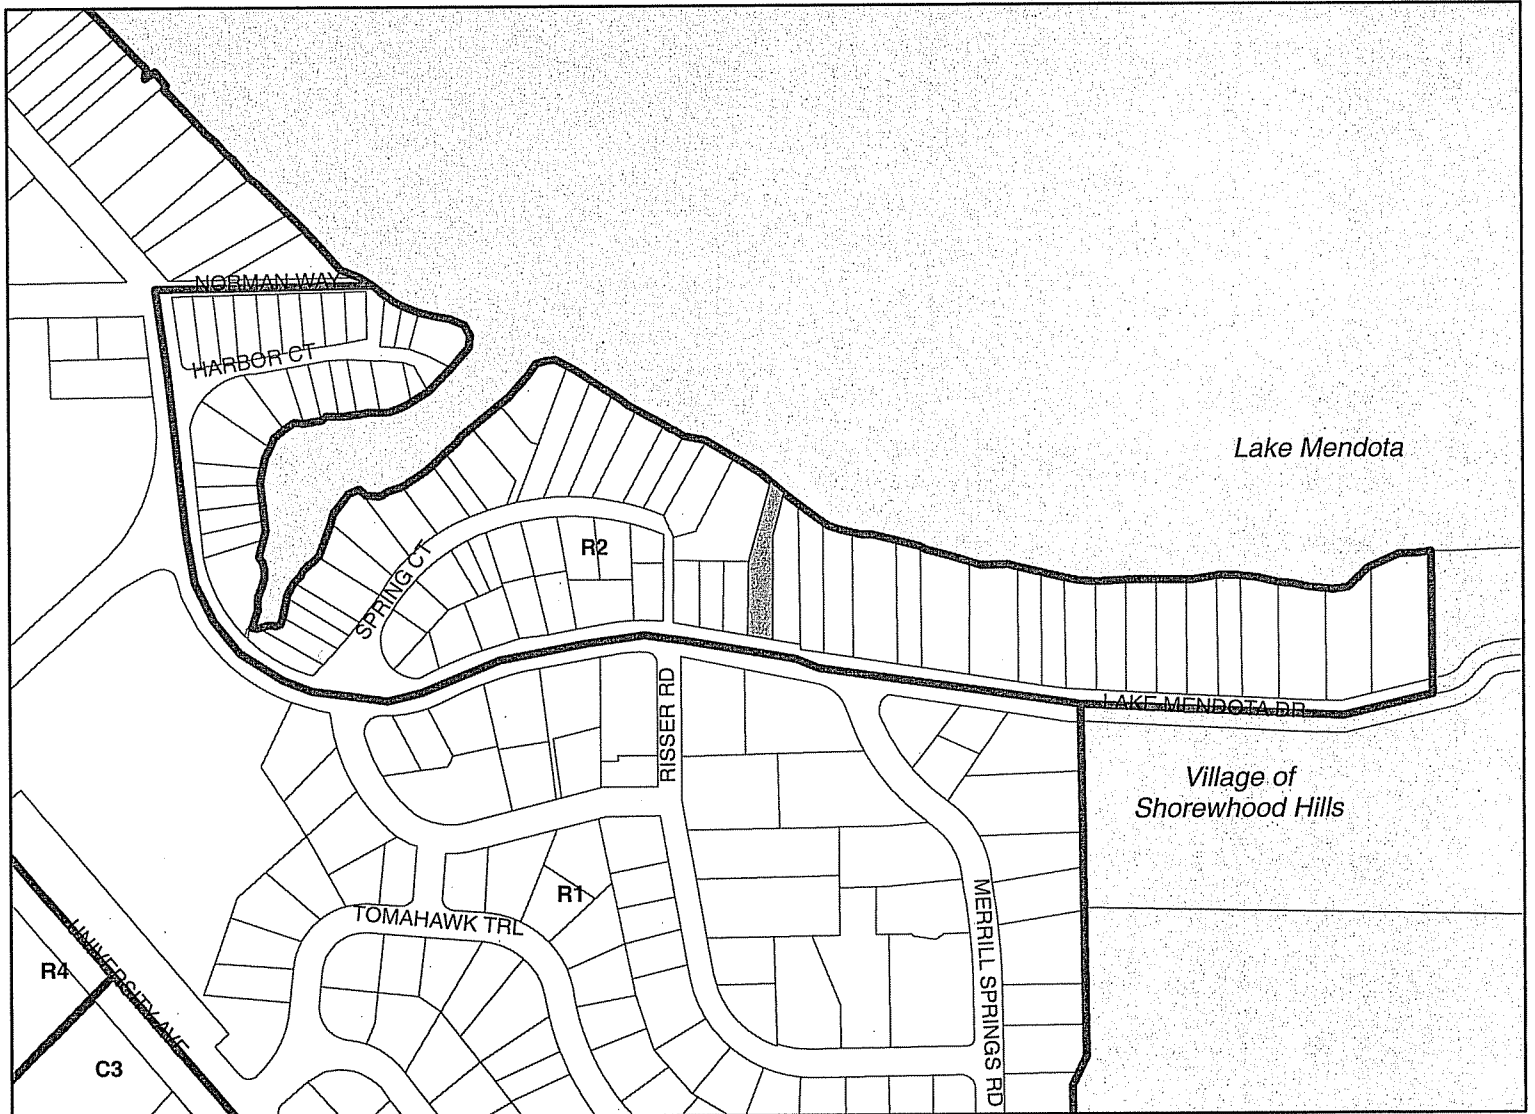 NORMAN WAY
HARBOR CT
Lake Mendota
R2
SPRING CT
RISSER RD
LAKE MENDOTA DR
Village of
Shorewhood Hills
R1
TOMAHAWK TRL
MERRILL SPRINGS RD
UNIVERSITY AVE
R4
C3